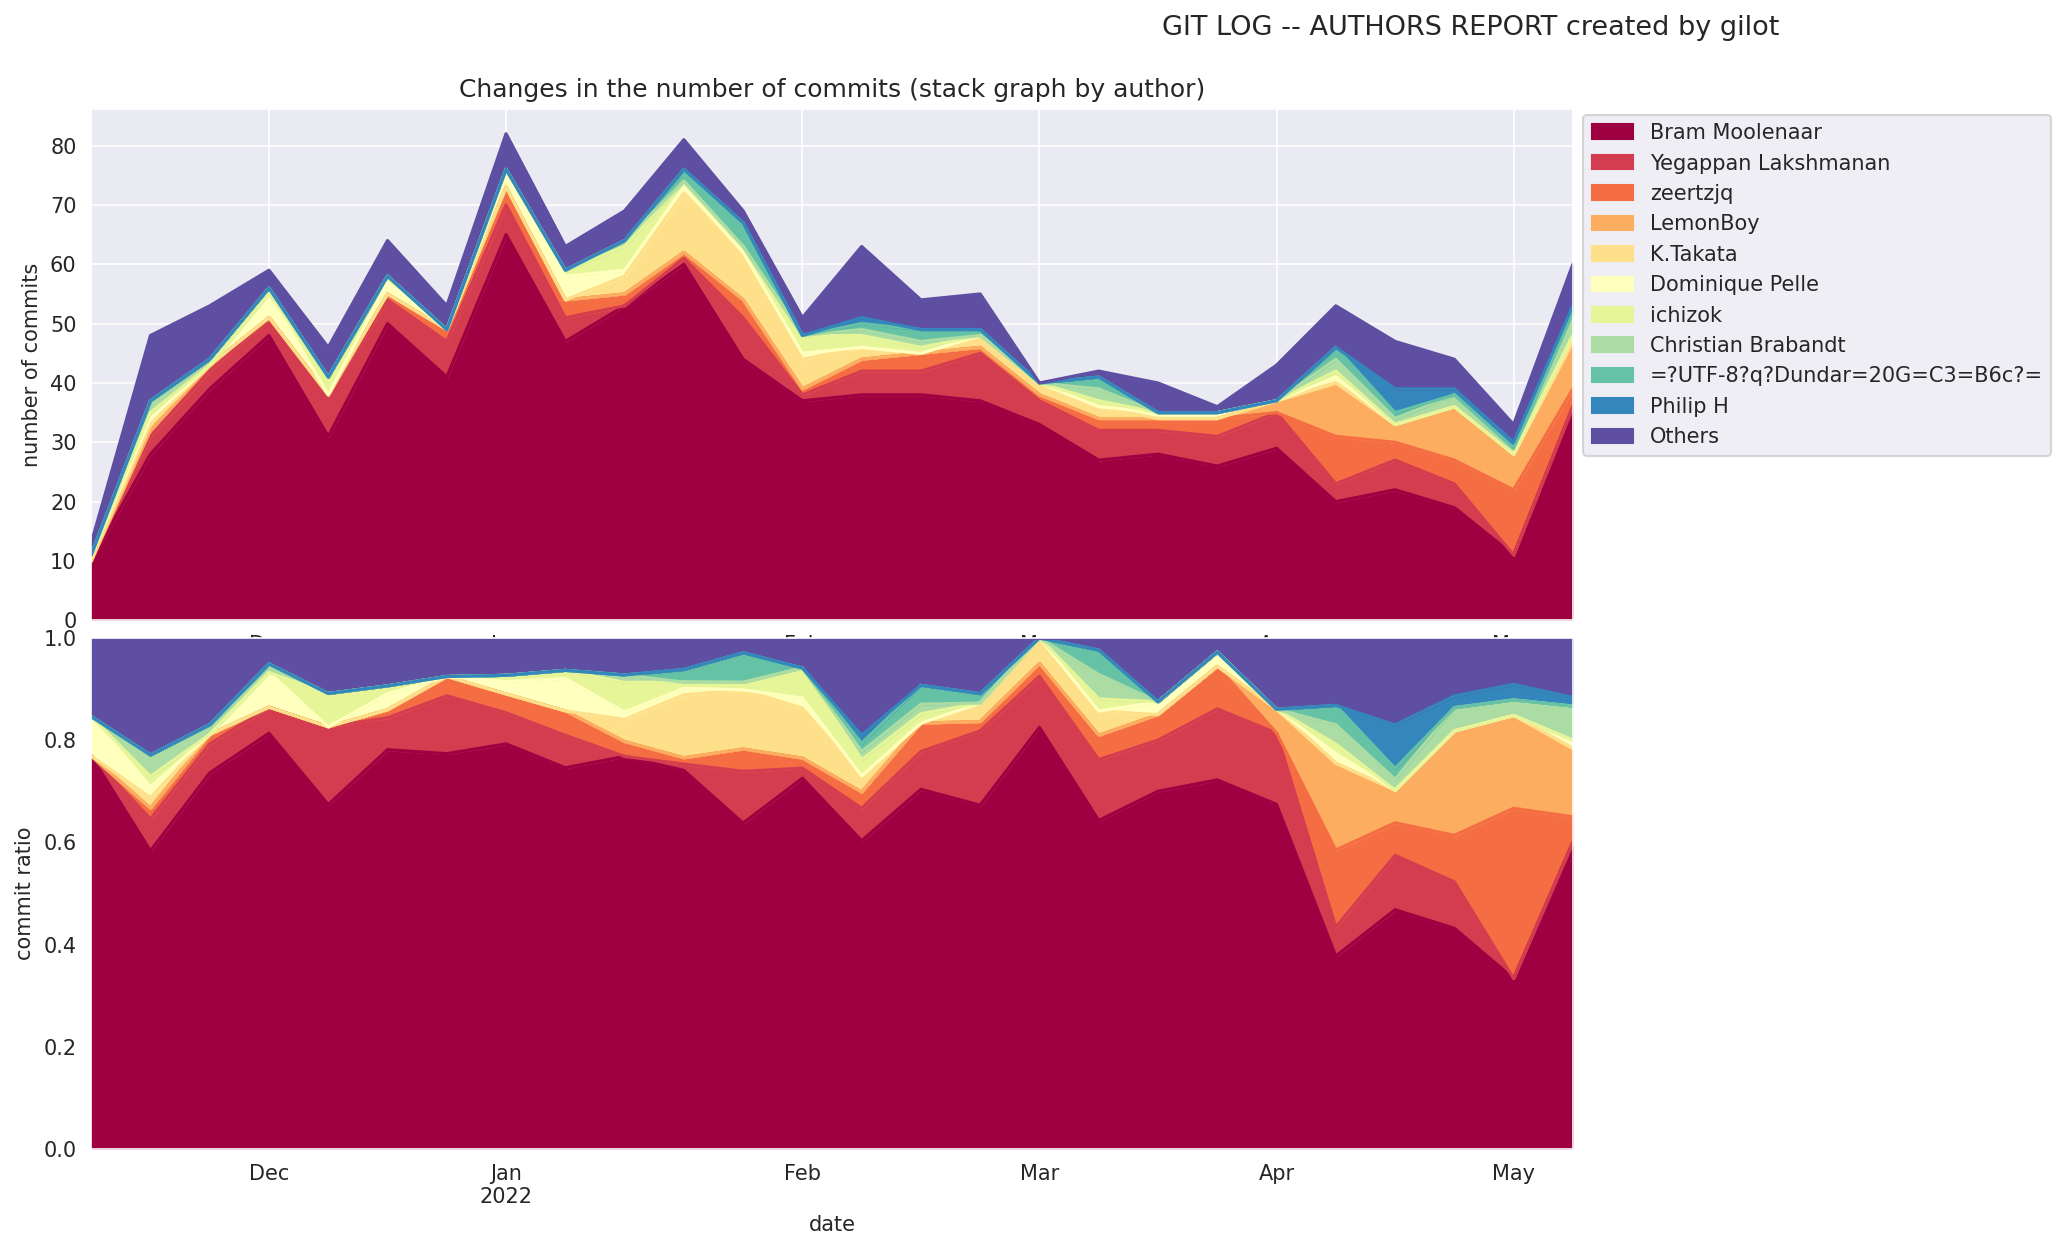 GIT LOG -- AUTHORS REPORT created by gilot
Changes in the number of commits (stack graph by author)
number of commits
80
70
60
50
40
30
20
10
0
Bram Moolenaar
Yegappan Lakshmanan
zeertzjq
LemonBoy
K.Takata
Dominique Pelle
ichizok
Christian Brabandt
=?UTF-8?q?Dundar=20G=C3=B6c?=
Philip H
Others
commit ratio
1.0
0.8
0.6
0.4
0.2
0.0
Dec Jan Feb Mar Apr May
2022
date